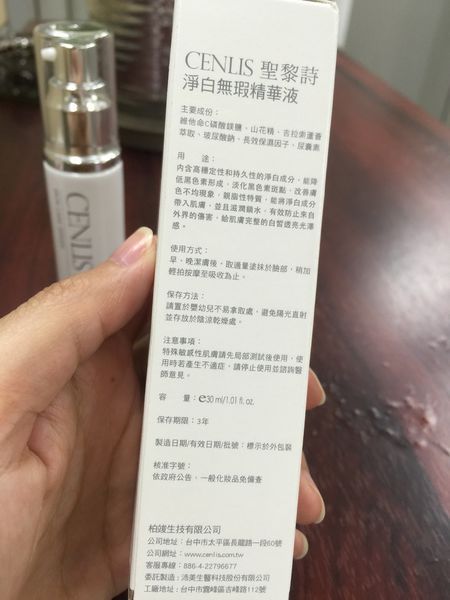 CENLIS 聖黎詩
淨白無瑕精華液
主要成份：
維他命C磷酸鎂鹽、山花精、吉拉索蘆薈
萃取、玻尿酸鈉、長效保濕因子、尿囊素
用　　途：
內含高穩定性和持久性的淨白成分，能降
低黑色素形成，淡化黑色素斑點、改善膚
色不均現象，親脂性特質，能將淨白成分
帶入肌膚，並且滋潤鎖水，有效防止來自
外界的傷害，給肌膚完整的白皙透亮光澤
感。
使用方式：
早、晚潔膚後，取適量塗抹於臉部，稍加
輕拍按摩至吸收為止。
保存方法：
請置於嬰幼兒不易拿取處，避免陽光直射
並存放於陰涼乾燥處。
注意事項：
特殊敏感性肌膚請先局部測試後使用，使
用時若產生不適症，請停止使用並諮詢醫
師意見。
容　　量：e30 ml/1.01 fl. oz.
保存期限：3年
製造日期/有效日期/批號：標示於外包裝
核准字號：
依政府公告，一般化妝品免備查
柏竣生技有限公司
公司地址：台中市太平區長龍路一段60號
公司網址：www.cenlis.com.tw
客服專線：886-4-22796677
委託製造：沛美生醫科技股份有限公司
工廠地址：台中市霧峰區吉峰路112號
CENLIS